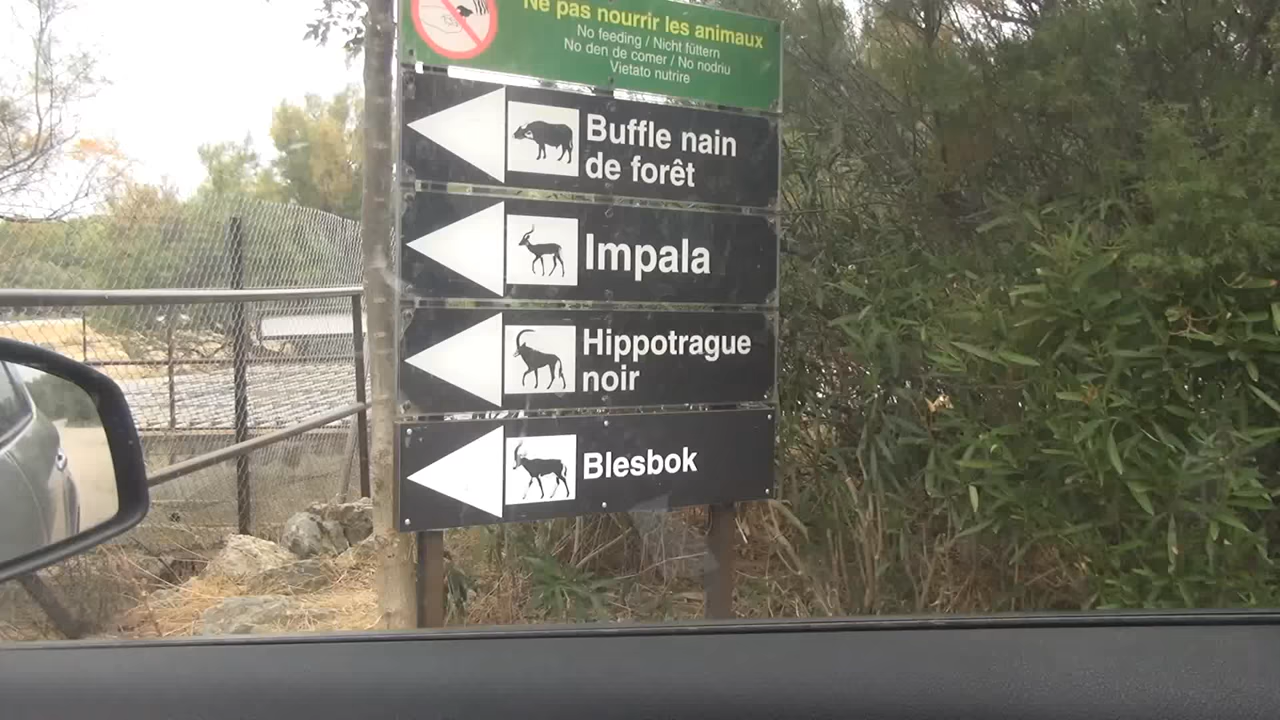 Ne pas nourrir les animaux
No feeding / Nicht füttern
No den de comer / No nodriu
Vietato nutrire
Buffle nain
de forêt
Impala
Hippotrague
noir
Blesbok